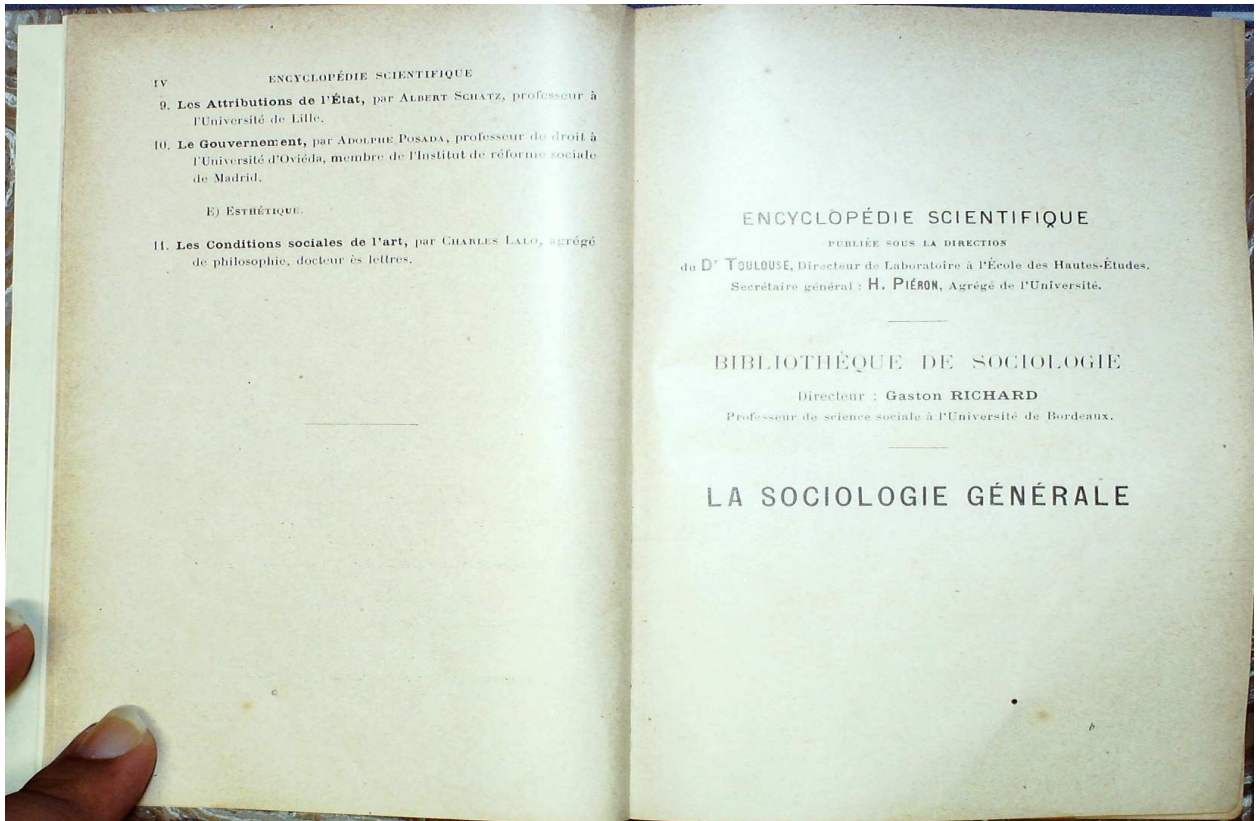 IV ENCYCLOPÉDIE SCIENTIFIQUE
9. Les Attributions de l'État, par ALBERT SCHATZ, professeur à
l'Université de Lille.
10. Le Gouvernement, par ADOLPHE POSADA, professeur de droit à
l'Université d'Oviéda, membre de l'Institut de réforme sociale
de Madrid.
E) ESTHÉTIQUE.
11. Les Conditions sociales de l'art, par CHARLES LALO, agrégé
de philosophie, docteur ès lettres.
ENCYCLOPÉDIE SCIENTIFIQUE
PUBLIÉE SOUS LA DIRECTION
du Dr TOULOUSE, Directeur de Laboratoire à l'École des Hautes-Études.
Secrétaire général : H. PIÉRON, Agrégé de l'Université.
BIBLIOTHÈQUE DE SOCIOLOGIE
Directeur : Gaston RICHARD
Professeur de science sociale à l'Université de Bordeaux.
LA SOCIOLOGIE GÉNÉRALE
b